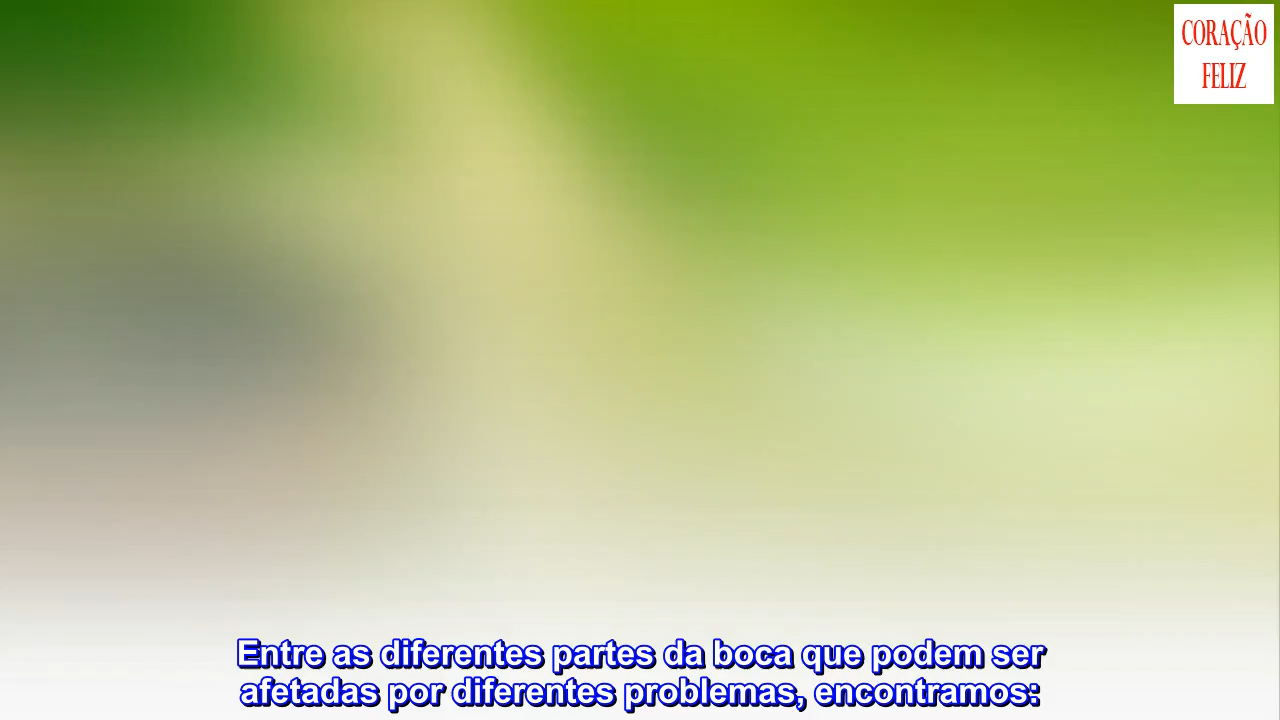 CORAÇÃO
FELIZ
Entre as diferentes partes da boca que podem ser
afetadas por diferentes problemas, encontramos: